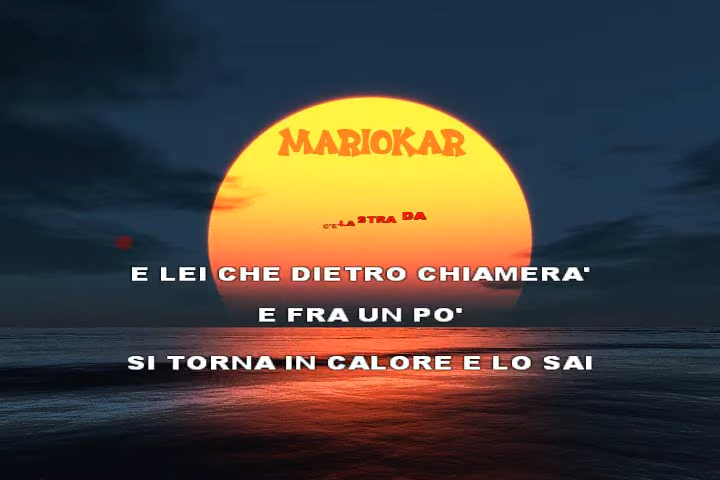 MARIOKAR
C'E' LA STRA DA
E LEI CHE DIETRO CHIAMERA'
E FRA UN PO'
SI TORNA IN CALORE E LO SAI